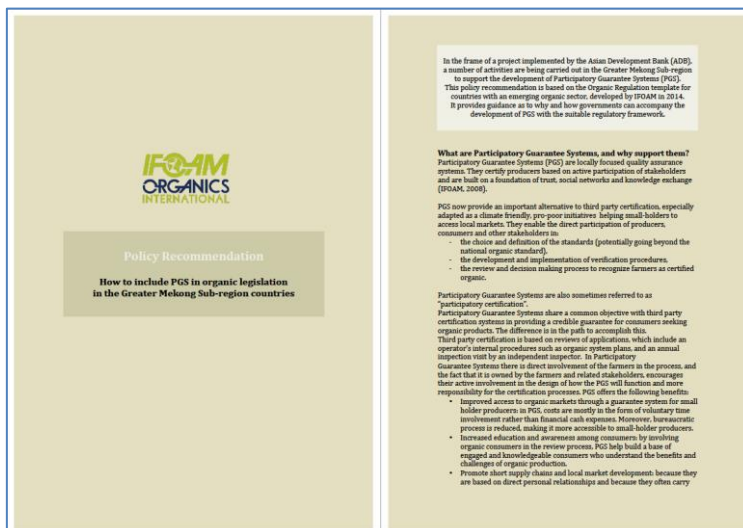 IFOAM
ORGANICS
INTERNATIONAL
Policy Recommendation
How to include PGS in organic legislation
in the Greater Mekong Sub-region countries
In the frame of a project implemented by the Asian Development Bank (ADB),
a number of activities are being carried out in the Greater Mekong Sub-region
to support the development of Participatory Guarantee Systems (PGS).
This policy recommendation is based on the Organic Regulation template for
countries with an emerging organic sector, developed by IFOAM in 2014.
It provides guidance as to why and how governments can accompany the
development of PGS with the suitable regulatory framework.
What are Participatory Guarantee Systems, and why support them?
Participatory Guarantee Systems (PGS) are locally focused quality assurance
systems. They certify producers based on active participation of stakeholders
and are built on a foundation of trust, social networks and knowledge exchange
(IFOAM, 2008).
PGS now provide an important alternative to third party certification, especially
adapted as a climate friendly, pro-poor initiatives helping small-holders to
access local markets. They enable the direct participation of producers,
consumers and other stakeholders in:
- the choice and definition of the standards (potentially going beyond the
national organic standard),
- the development and implementation of verification procedures,
- the review and decision making process to recognize farmers as certified
organic.
Participatory Guarantee Systems are also sometimes referred to as
"participatory certification".
Participatory Guarantee Systems share a common objective with third party
certification systems in providing a credible guarantee for consumers seeking
organic products. The difference is in the path to accomplish this.
Third party certification is based on reviews of applications, which include an
operator's internal procedures such as organic system plans, and an annual
inspection visit by an independent inspector. In Participatory
Guarantee Systems there is direct involvement of the farmers in the process, and
the fact that it is owned by the farmers and related stakeholders, encourages
their active involvement in the design of how the PGS will function and more
responsibility for the certification processes. PGS offers the following benefits:
• Improved access to organic markets through a guarantee system for small
holder producers: in PGS, costs are mostly in the form of voluntary time
involvement rather than financial cash expenses. Moreover, bureaucratic
process is reduced, making it more accessible to small-holder producers.
• Increased education and awareness among consumers: by involving
organic consumers in the review process, PGS help build a base of
engaged and knowledgeable consumers who understand the benefits and
challenges of organic production.
• Promote short supply chains and local market development: because they
are based on direct personal relationships and because they often carry